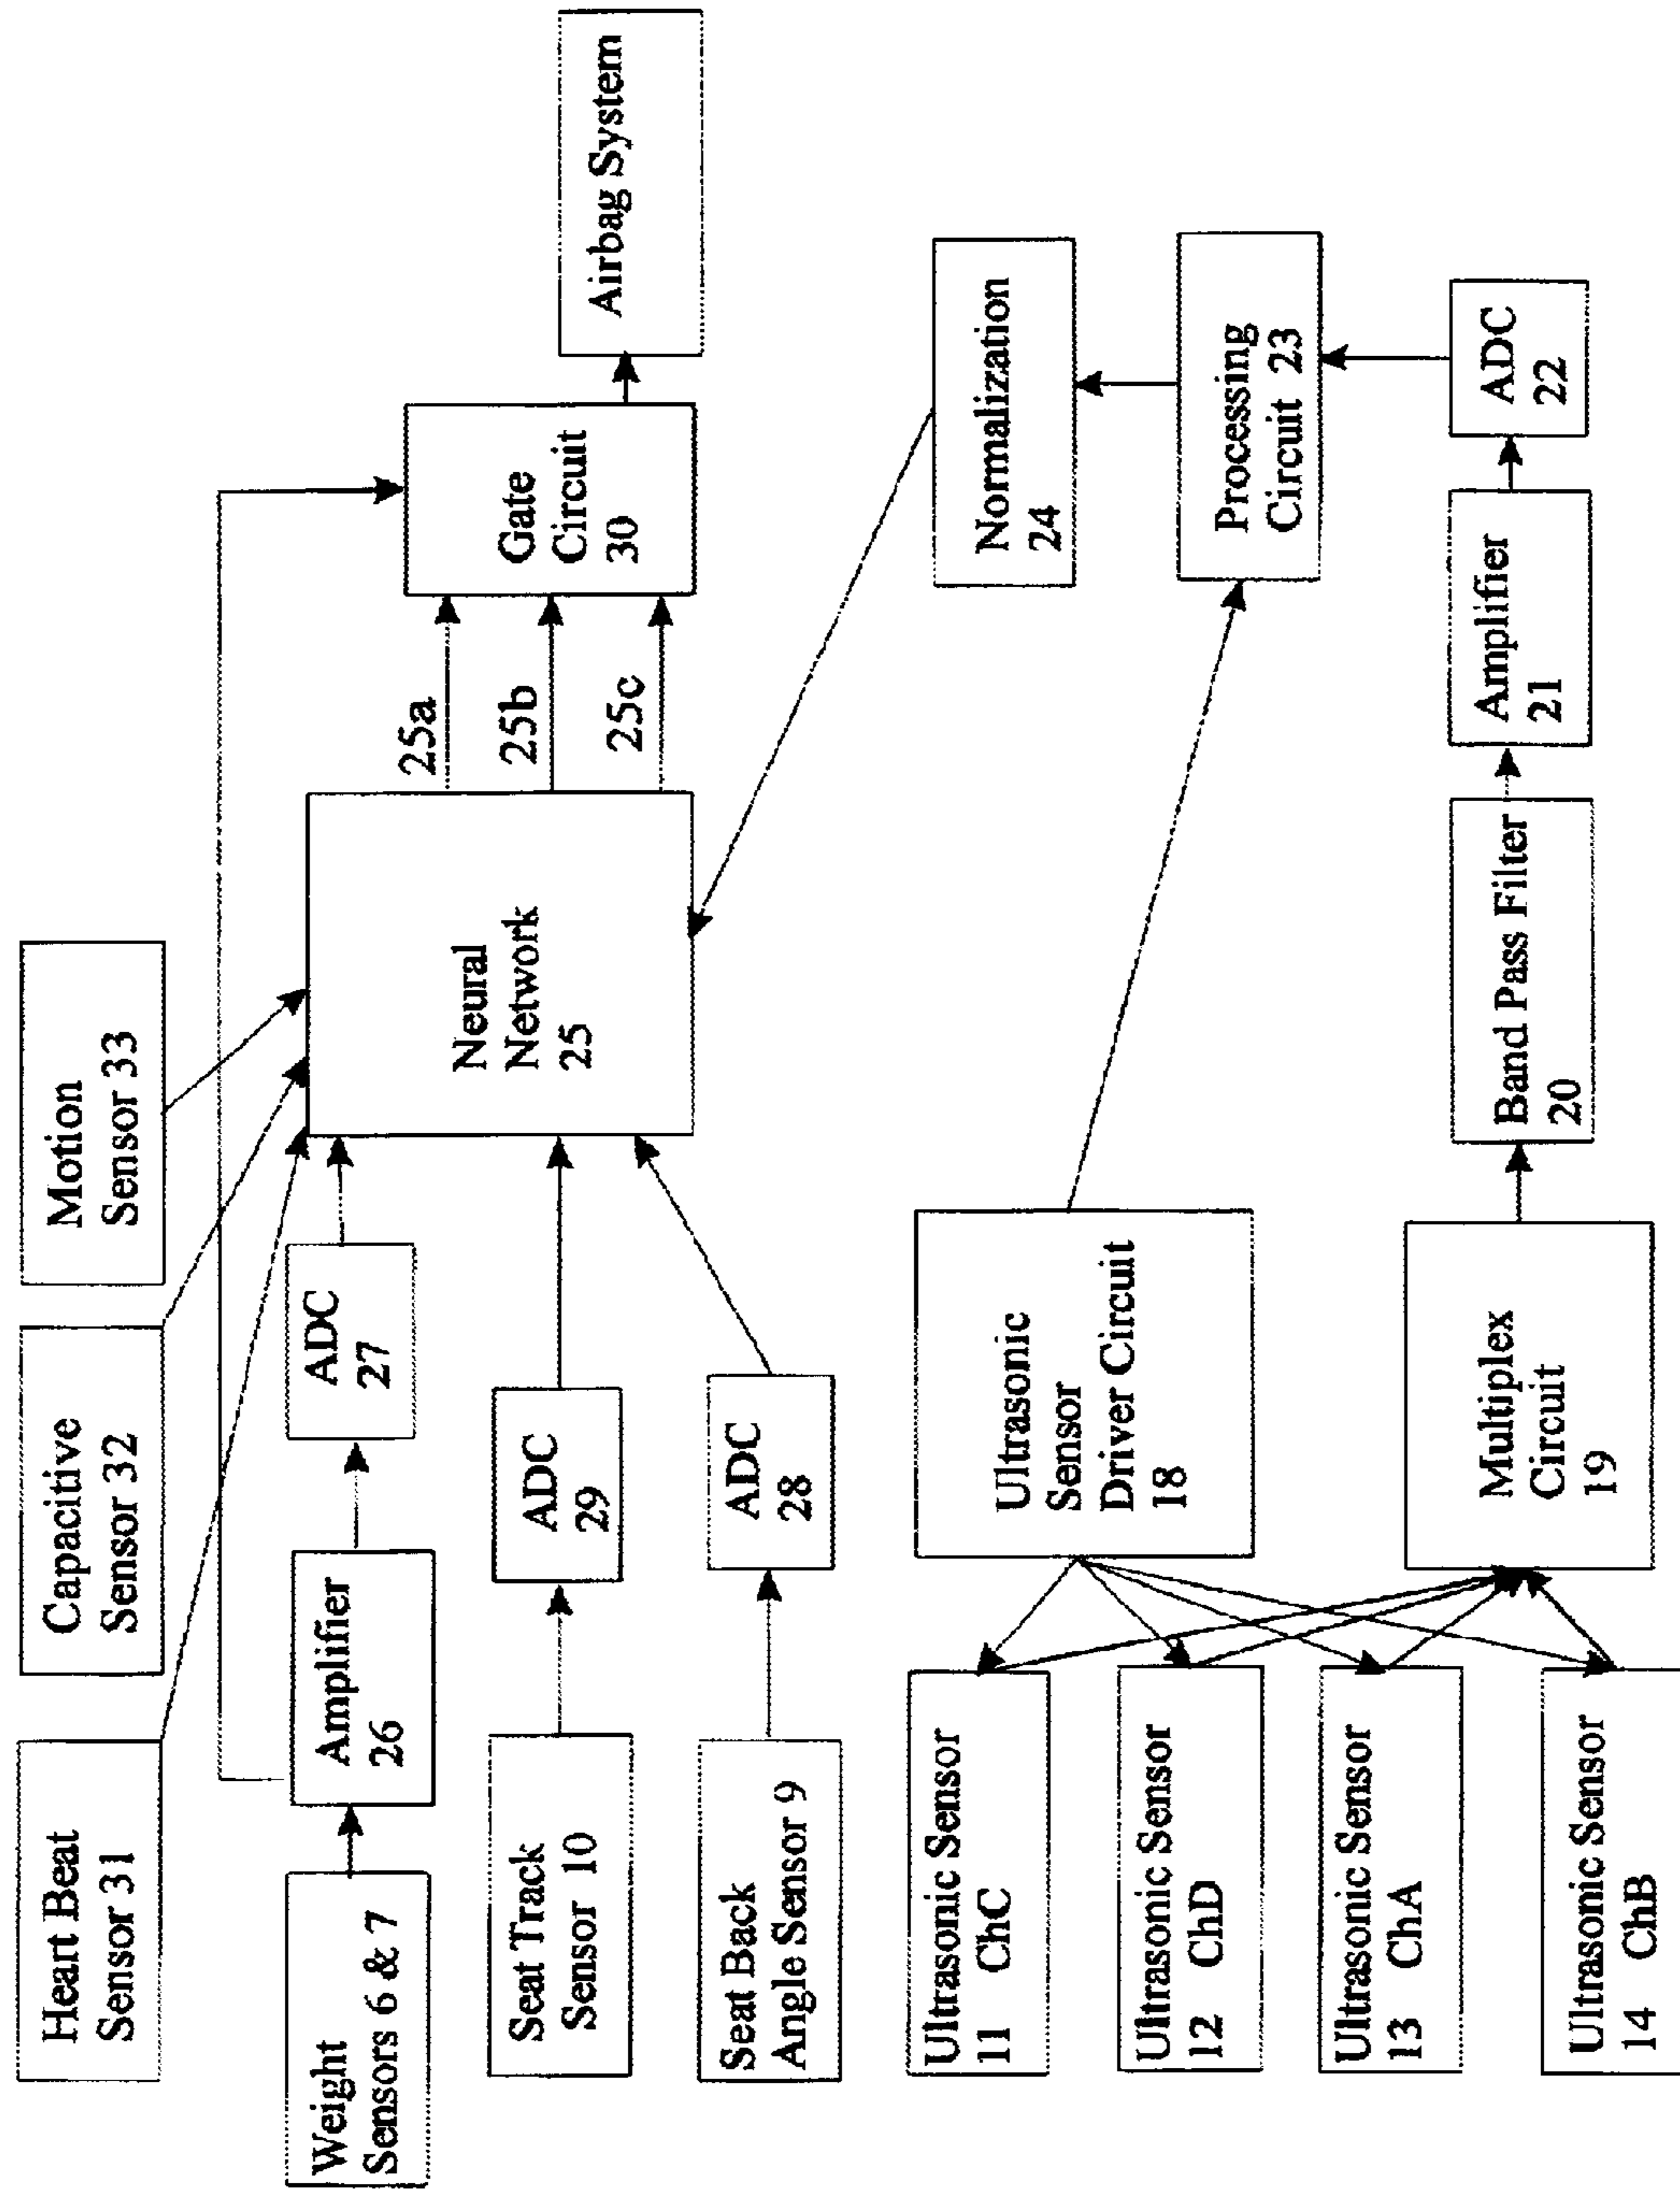 Heart Beat
Sensor 31
Capacitive
Sensor 32
Motion
Sensor 33
Weight
Sensors 6 & 7
Amplifier
26
ADC
27
Seat Track
Sensor 10
ADC
29
Seat Back
Angle Sensor 9
ADC
28
Neural
Network
25
25a
25b
25c
Gate
Circuit
30
Airbag System
Ultrasonic Sensor
11 ChC
Ultrasonic Sensor
12 ChD
Ultrasonic Sensor
13 ChA
Ultrasonic Sensor
14 ChB
Ultrasonic
Sensor
Driver Circuit
18
Multiplex
Circuit
19
Band Pass Filter
20
Amplifier
21
ADC
22
Processing
Circuit 23
Normalization
24